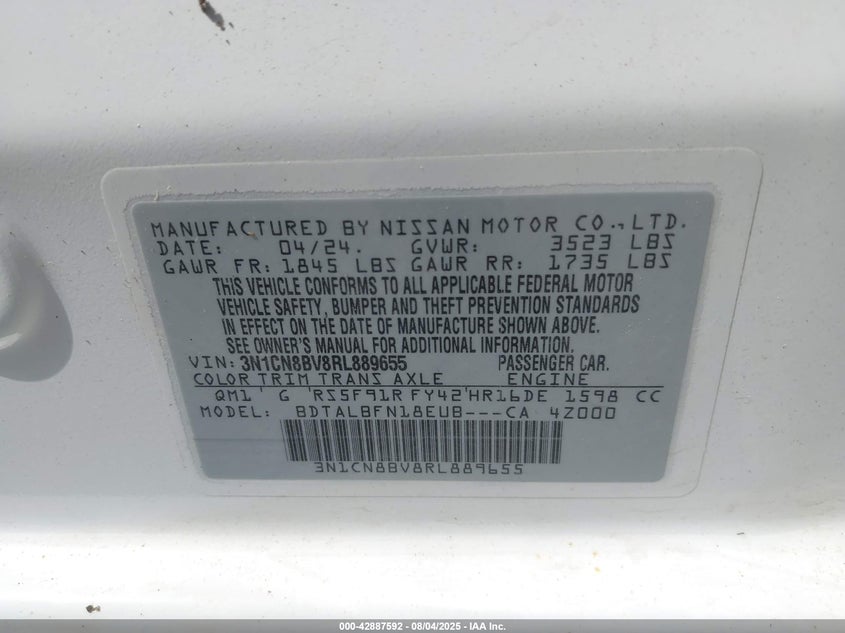 MANUFACTURED BY NISSAN MOTOR CO., LTD.
DATE: 04/24. GVWR: 3523 LBS
GAWR FR: 1845 LBS GAWR RR: 1735 LBS
THIS VEHICLE CONFORMS TO ALL APPLICABLE FEDERAL MOTOR
VEHICLE SAFETY, BUMPER AND THEFT PREVENTION STANDARDS
IN EFFECT ON THE DATE OF MANUFACTURE SHOWN ABOVE.
SEE OWNER'S MANUAL FOR ADDITIONAL INFORMATION.
VIN: 3N1CN8BV8RL889655 PASSENGER CAR.
COLOR TRIM TRANS AXLE ENGINE
QM1 G RS5F91R FY42 HR16DE 1598 CC
MODEL: BDTALBFN18EUB---CA 4Z000
3N1CN8BV8RL889655
000-42887592 - 08/04/2025 - IAA Inc.